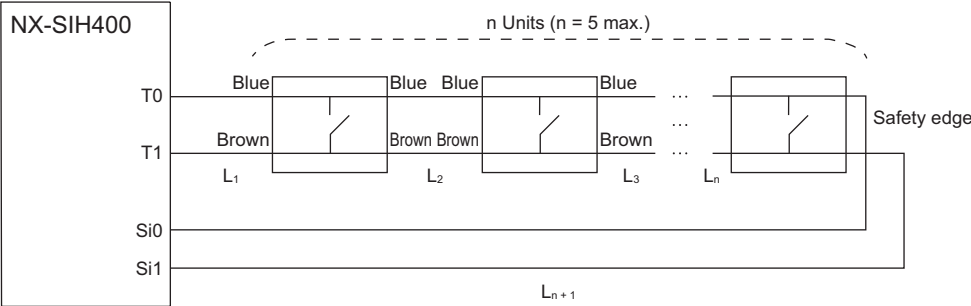 NX-SIH400
n Units (n = 5 max.)
Blue Blue Blue Blue
T0 ... Safety edge
...
Brown Brown Brown Brown
T1 ...
L1 L2 L3 Ln
Si0
Si1
Ln + 1